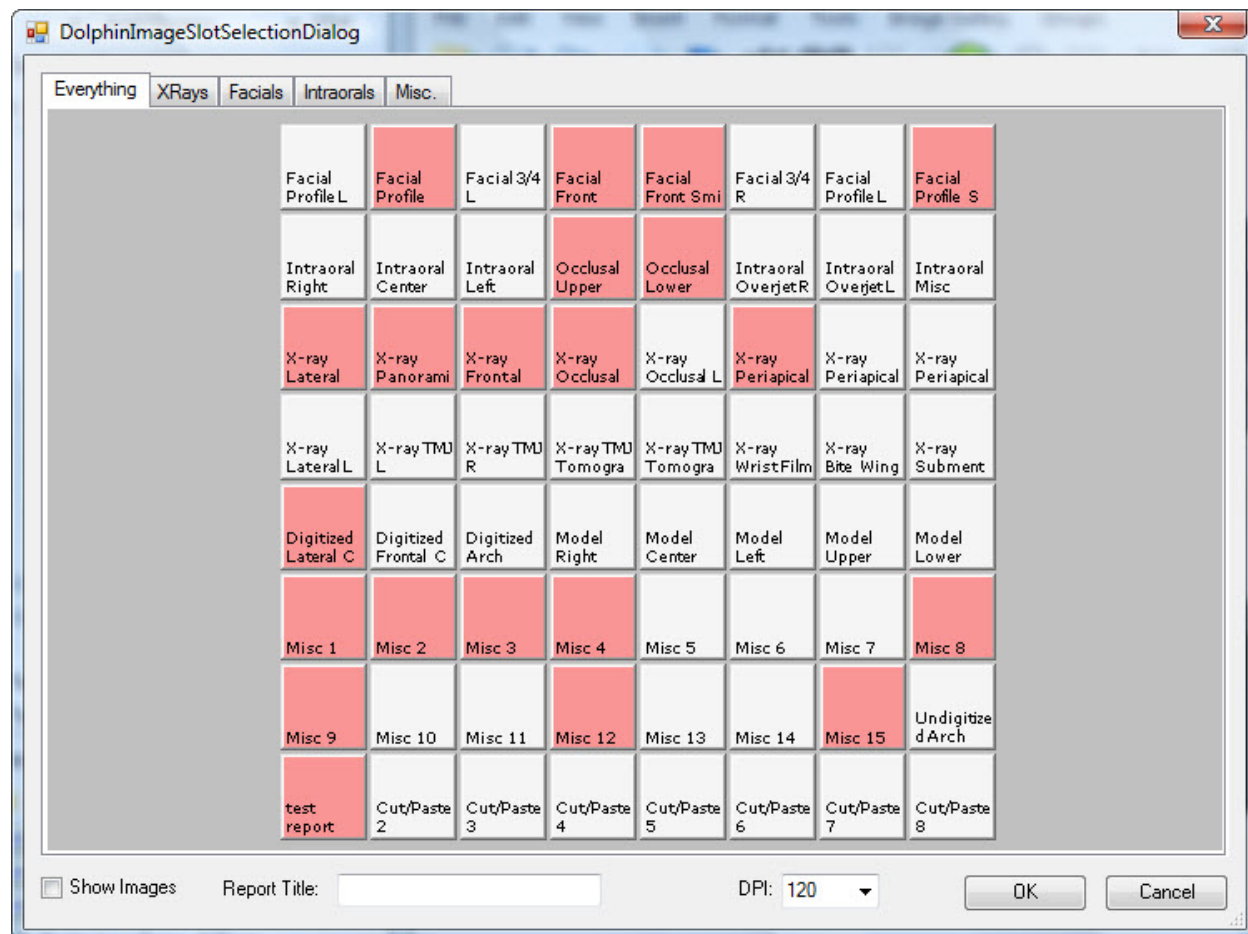 DolphinImageSlotSelectionDialog
Everything XRays Facials Intraorals Misc.
Facial Profile L
Facial Profile
Facial 3/4 L
Facial Front
Facial Front Smi
Facial 3/4 R
Facial Profile L
Facial Profile S
Intraoral Right
Intraoral Center
Intraoral Left
Occlusal Upper
Occlusal Lower
Intraoral Overjet R
Intraoral Overjet L
Intraoral Misc
X-ray Lateral
X-ray Panorami
X-ray Frontal
X-ray Occlusal
X-ray Occlusal L
X-ray Periapical
X-ray Periapical
X-ray Periapical
X-ray Lateral L
X-ray TMJ L
X-ray TMJ R
X-ray TMJ Tomogra
X-ray TMJ Tomogra
X-ray Wrist Film
X-ray Bite Wing
X-ray Subment
Digitized Lateral C
Digitized Frontal C
Digitized Arch
Model Right
Model Center
Model Left
Model Upper
Model Lower
Misc 1
Misc 2
Misc 3
Misc 4
Misc 5
Misc 6
Misc 7
Misc 8
Misc 9
Misc 10
Misc 11
Misc 12
Misc 13
Misc 14
Misc 15
Undigitized Arch
test report
Cut/Paste 2
Cut/Paste 3
Cut/Paste 4
Cut/Paste 5
Cut/Paste 6
Cut/Paste 7
Cut/Paste 8
Show Images Report Title: DPI: 120 OK Cancel